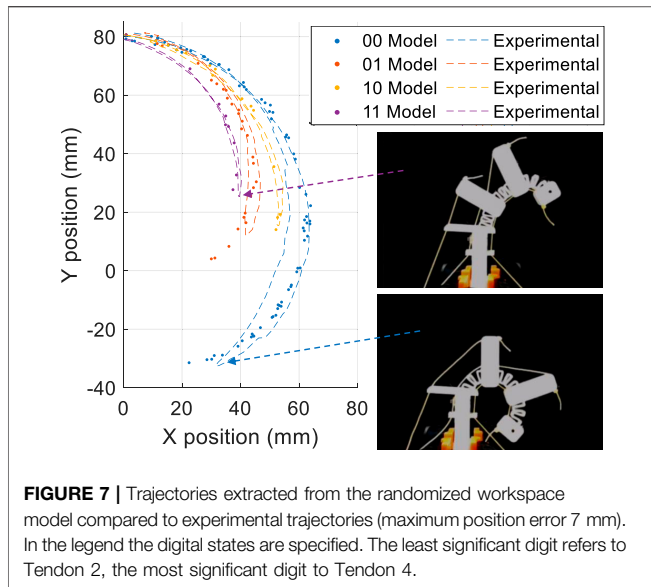 80
60
40
20
0
-20
-40
0 20 40 60 80
Y position (mm)
X position (mm)
00 Model Experimental
01 Model Experimental
10 Model Experimental
11 Model Experimental
FIGURE 7 | Trajectories extracted from the randomized workspace
model compared to experimental trajectories (maximum position error 7 mm).
In the legend the digital states are specified. The least significant digit refers to
Tendon 2, the most significant digit to Tendon 4.